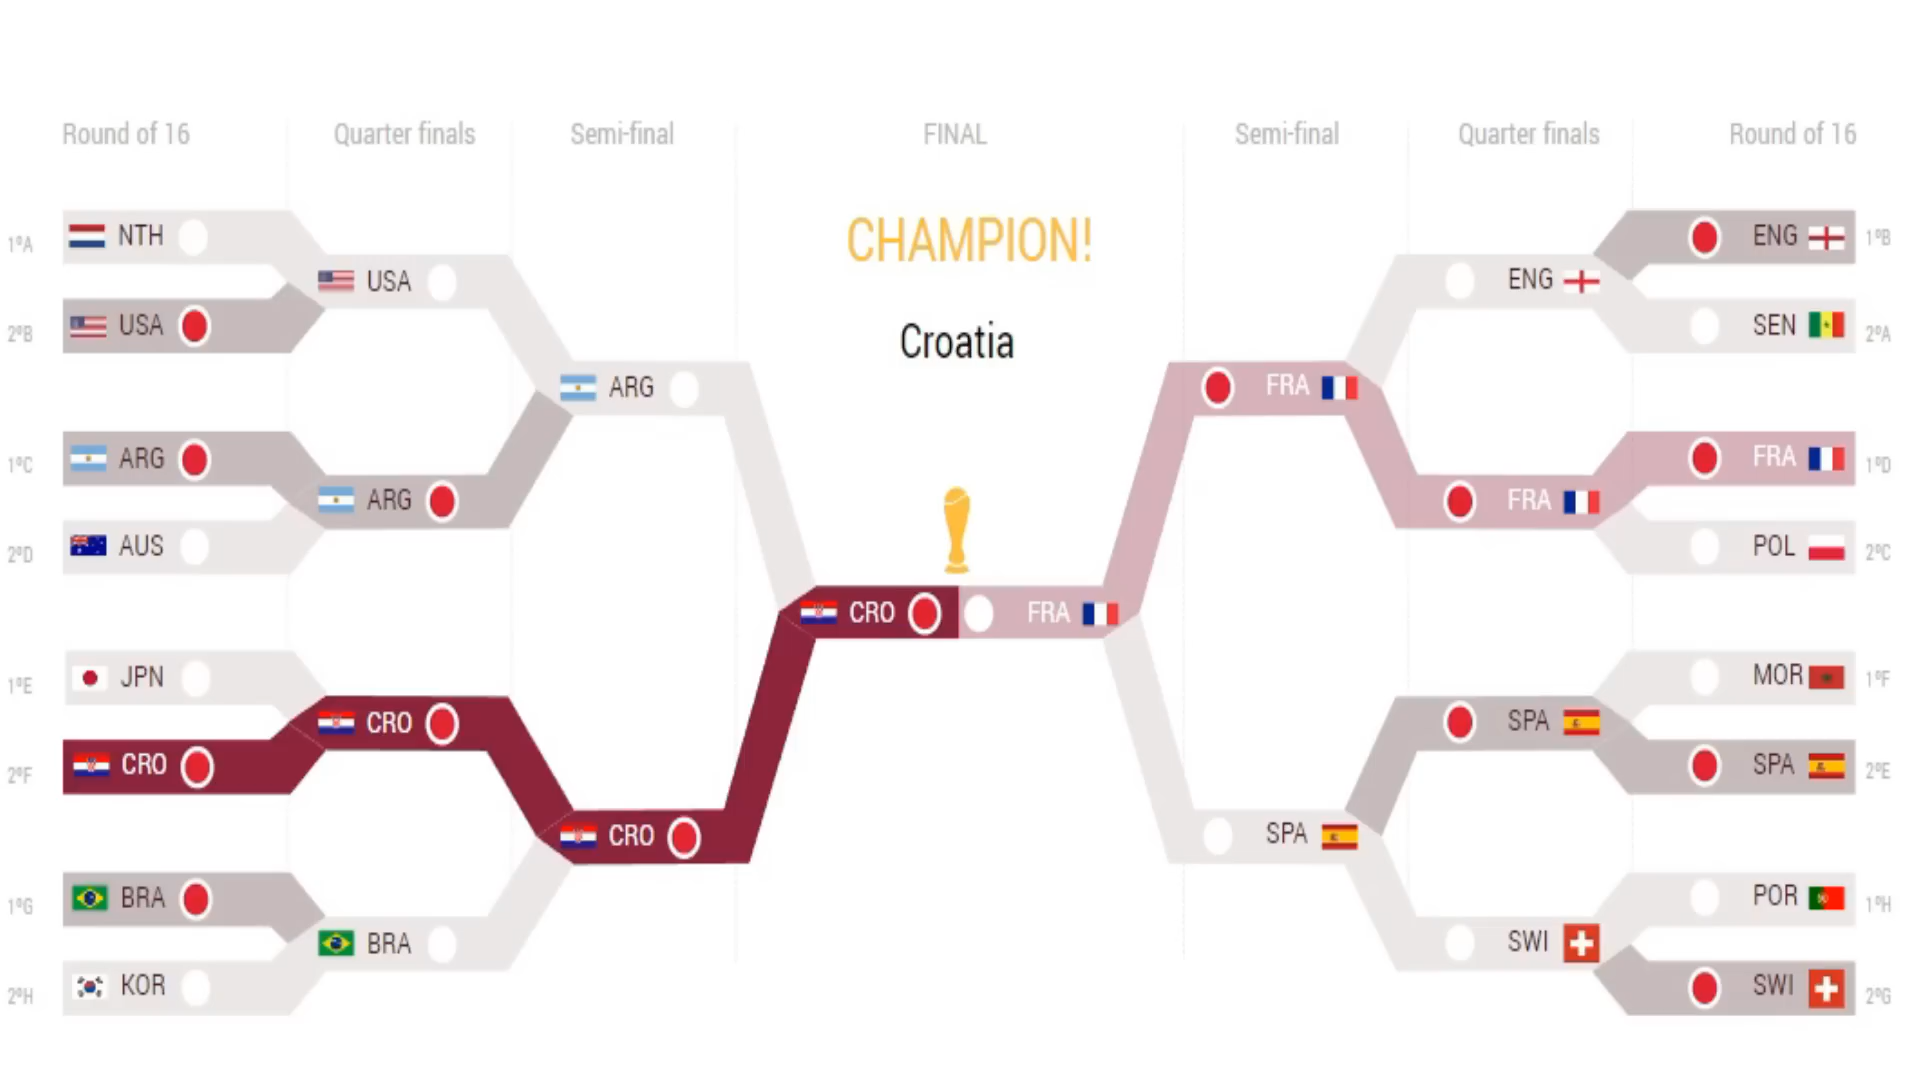 Round of 16
Quarter finals
Semi-final
FINAL
Semi-final
Quarter finals
Round of 16
CHAMPION!
Croatia
1ºA
NTH
2ºB
USA
1ºC
ARG
2ºD
AUS
1ºE
JPN
2ºF
CRO
1ºG
BRA
2ºH
KOR
USA
ARG
CRO
BRA
ARG
CRO
CRO
FRA
FRA
SPA
ENG
FRA
SPA
SWI
ENG
1ºB
SEN
2ºA
FRA
1ºD
POL
2ºC
MOR
1ºF
SPA
2ºE
POR
1ºH
SWI
2ºG